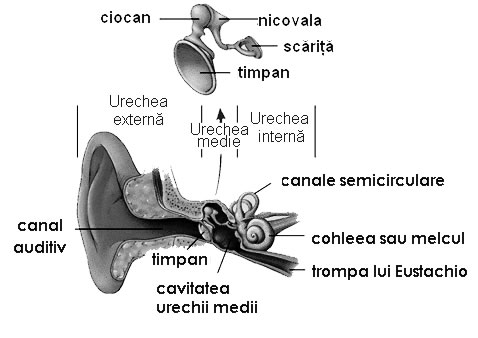 ciocan
nicovala
scăriță
timpan
Urechea
externă
Urechea
medie
Urechea
internă
canale semicirculare
canal
auditiv
timpan
cohleea sau melcul
trompa lui Eustachio
cavitatea
urechii medii